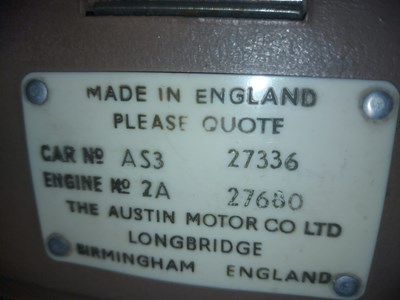 MADE IN ENGLAND
PLEASE QUOTE
CAR Nº AS3 27336
ENGINE Nº 2A 27680
THE AUSTIN MOTOR CO LTD
LONGBRIDGE
BIRMINGHAM ENGLAND